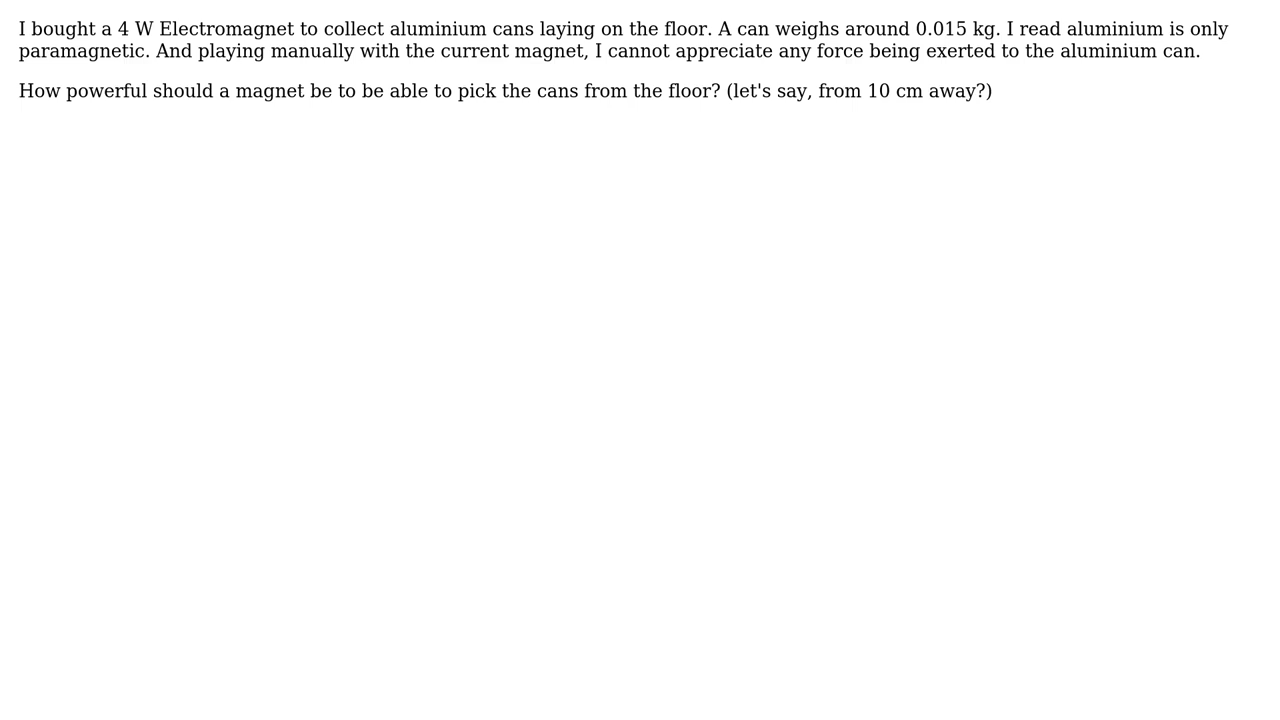 I bought a 4 W Electromagnet to collect aluminium cans laying on the floor. A can weighs around 0.015 kg. I read aluminium is only
paramagnetic. And playing manually with the current magnet, I cannot appreciate any force being exerted to the aluminium can.
How powerful should a magnet be to be able to pick the cans from the floor? (let's say, from 10 cm away?)